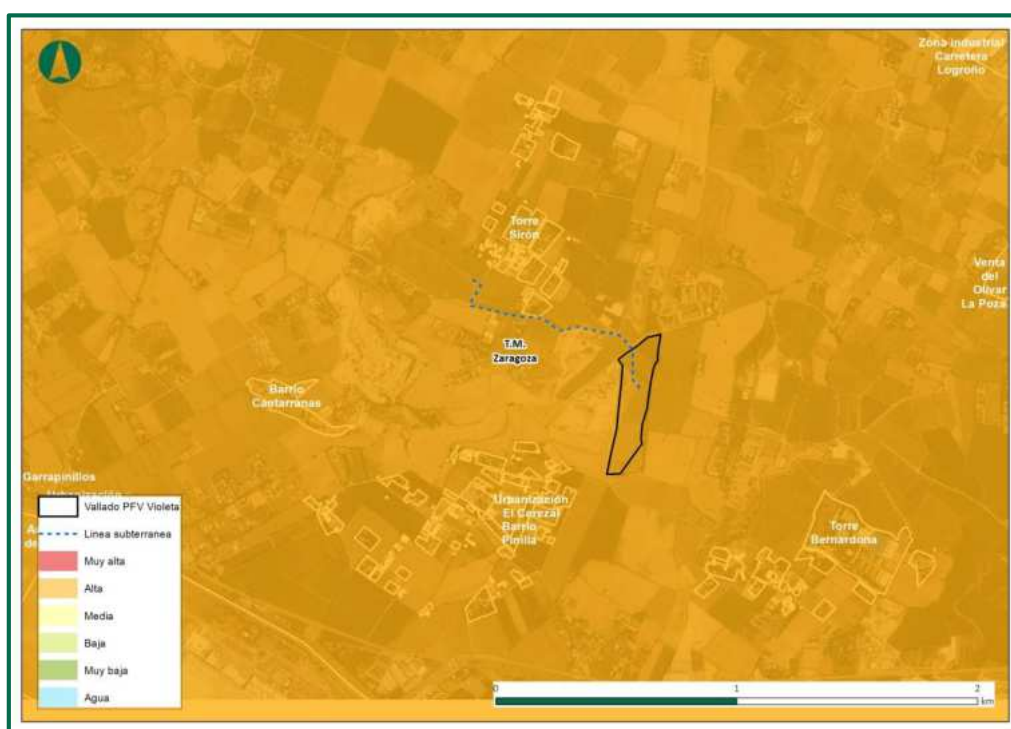 Zona industrial
Carretera
Logroño
Torre
Sirón
Venta
del
Olivar
La Poza
T.M.
Zaragoza
Barrio
Cantarranas
Garrapinillos
Urbanización
El Cerezal
Barrio
Pinilla
Torre
Bernardona
Vallado PFV Violeta
Linea subterranea
Muy alta
Alta
Media
Baja
Muy baja
Agua
0 1 2
km